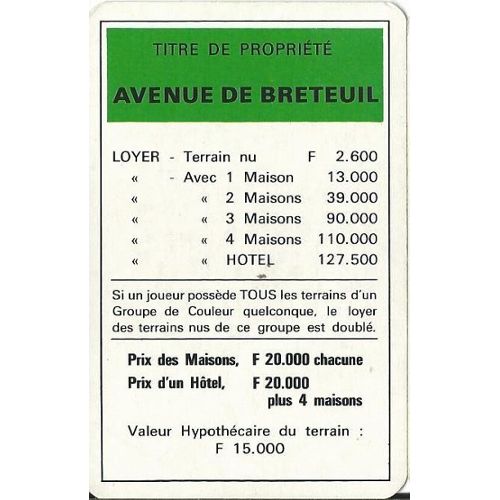 TITRE DE PROPRIÉTÉ
AVENUE DE BRETEUIL
LOYER - Terrain nu F 2.600
« - Avec 1 Maison 13.000
« « 2 Maisons 39.000
« « 3 Maisons 90.000
« « 4 Maisons 110.000
« « HOTEL 127.500
Si un joueur possède TOUS les terrains d'un
Groupe de Couleur quelconque, le loyer
des terrains nus de ce groupe est doublé.
Prix des Maisons, F 20.000 chacune
Prix d'un Hôtel, F 20.000
plus 4 maisons
Valeur Hypothécaire du terrain :
F 15.000